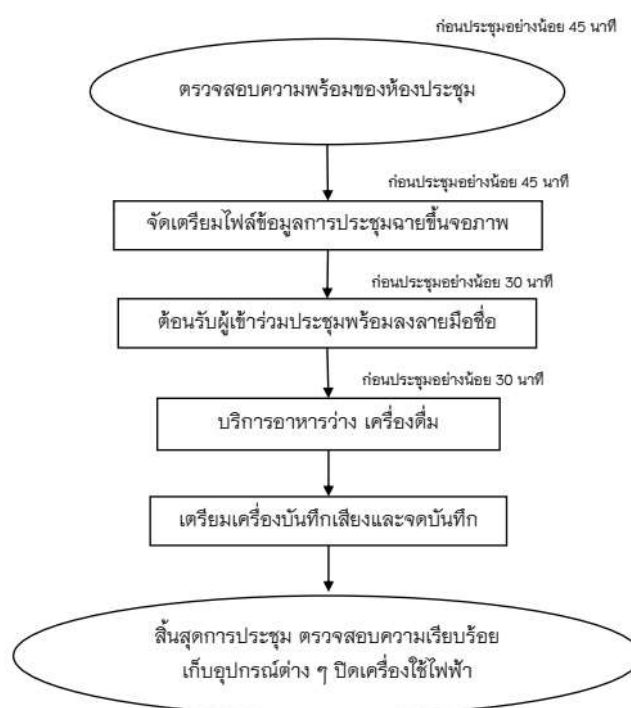 ก่อนประชุมอย่างน้อย 45 นาที
ตรวจสอบความพร้อมของห้องประชุม
ก่อนประชุมอย่างน้อย 45 นาที
จัดเตรียมไฟล์ข้อมูลการประชุมฉายขึ้นจอภาพ
ก่อนประชุมอย่างน้อย 30 นาที
ต้อนรับผู้เข้าร่วมประชุมพร้อมลงลายมือชื่อ
ก่อนประชุมอย่างน้อย 30 นาที
บริการอาหารว่าง เครื่องดื่ม
เตรียมเครื่องบันทึกเสียงและจดบันทึก
สิ้นสุดการประชุม ตรวจสอบความเรียบร้อย
เก็บอุปกรณ์ต่าง ๆ ปิดเครื่องใช้ไฟฟ้า